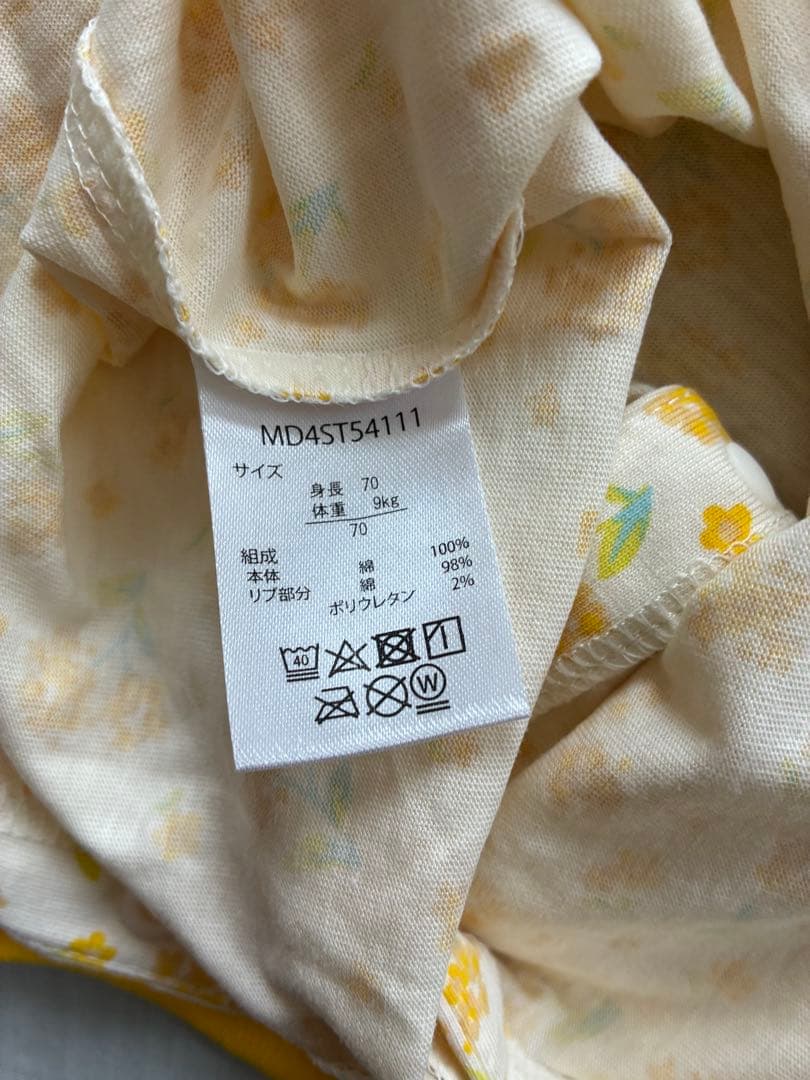 MD4ST54111
サイズ
身長 70
体重 9kg
70
組成
本体 綿 100%
リブ部分 綿 98%
ポリウレタン 2%
40
W